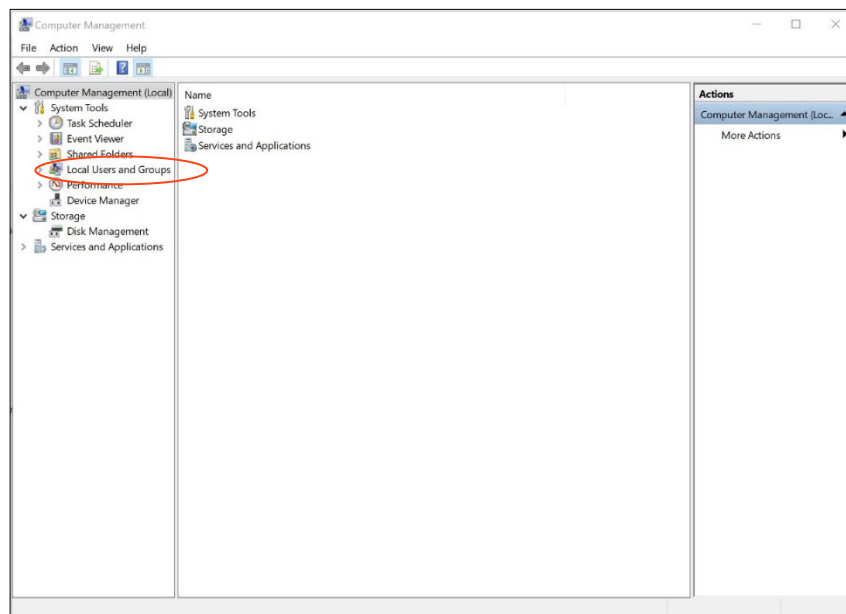 Computer Management
File Action View Help
Computer Management (Local)
System Tools
Task Scheduler
Event Viewer
Shared Folders
Local Users and Groups
Performance
Device Manager
Storage
Disk Management
Services and Applications
Name
System Tools
Storage
Services and Applications
Actions
Computer Management (Loc...
More Actions